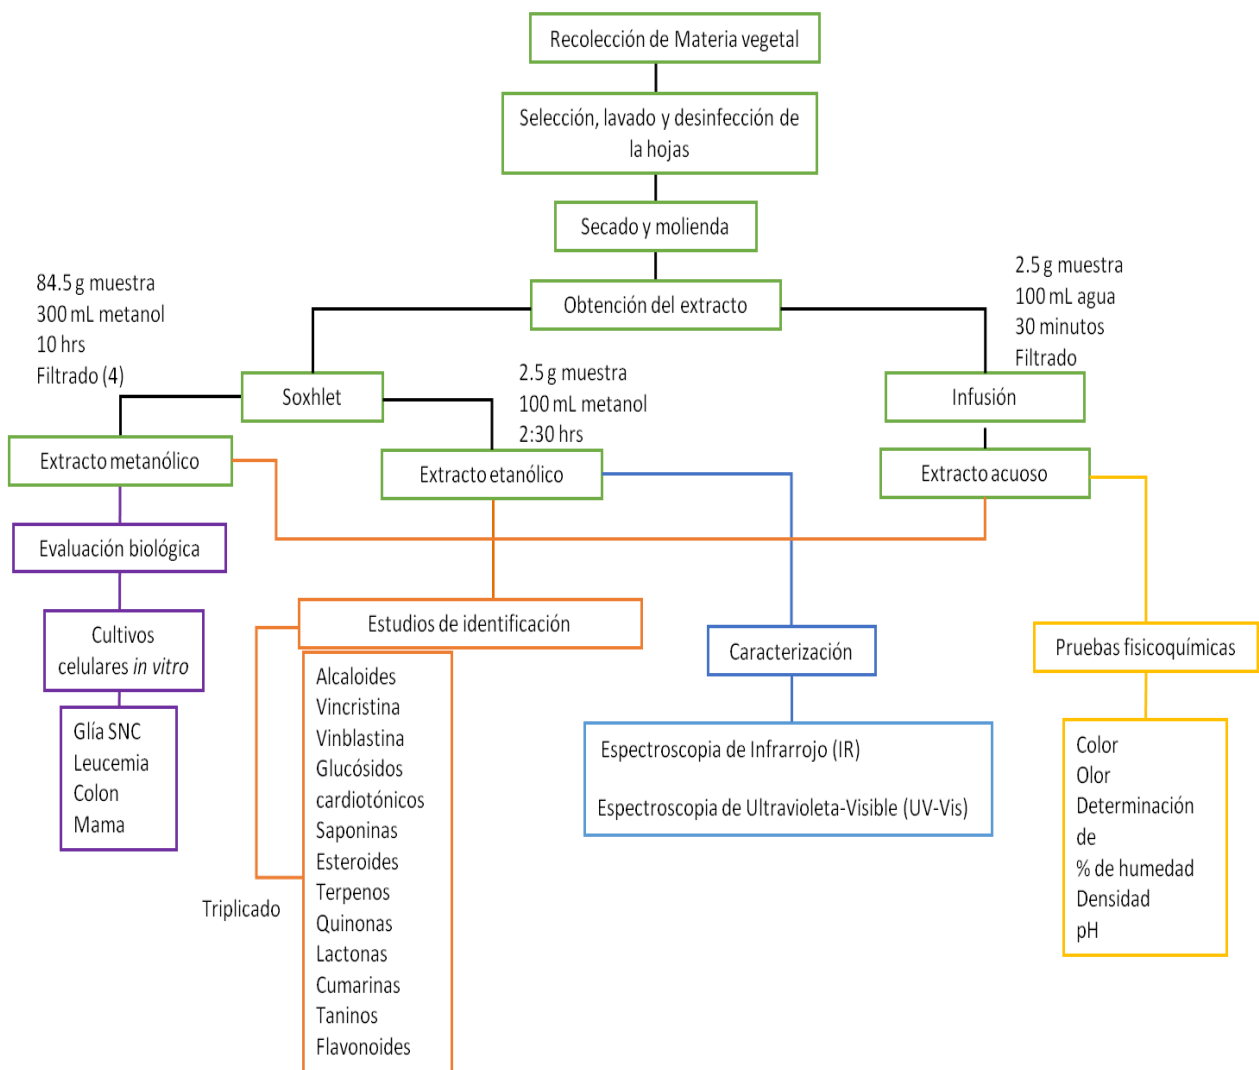 Recolección de Materia vegetal
Selección, lavado y desinfección de
la hojas
Secado y molienda
Obtención del extracto
84.5 g muestra
300 mL metanol
10 hrs
Filtrado (4)
2.5 g muestra
100 mL agua
30 minutos
Filtrado
Soxhlet
2.5 g muestra
100 mL metanol
2:30 hrs
Infusión
Extracto metanólico
Extracto etanólico
Extracto acuoso
Evaluación biológica
Cultivos
celulares in vitro
Glía SNC
Leucemia
Colon
Mama
Estudios de identificación
Triplicado
Alcaloides
Vincristina
Vinblastina
Glucósidos
cardiotónicos
Saponinas
Esteroides
Terpenos
Quinonas
Lactonas
Cumarinas
Taninos
Flavonoides
Caracterización
Espectroscopia de Infrarrojo (IR)
Espectroscopia de Ultravioleta-Visible (UV-Vis)
Pruebas fisicoquímicas
Color
Olor
Determinación
de
% de humedad
Densidad
pH